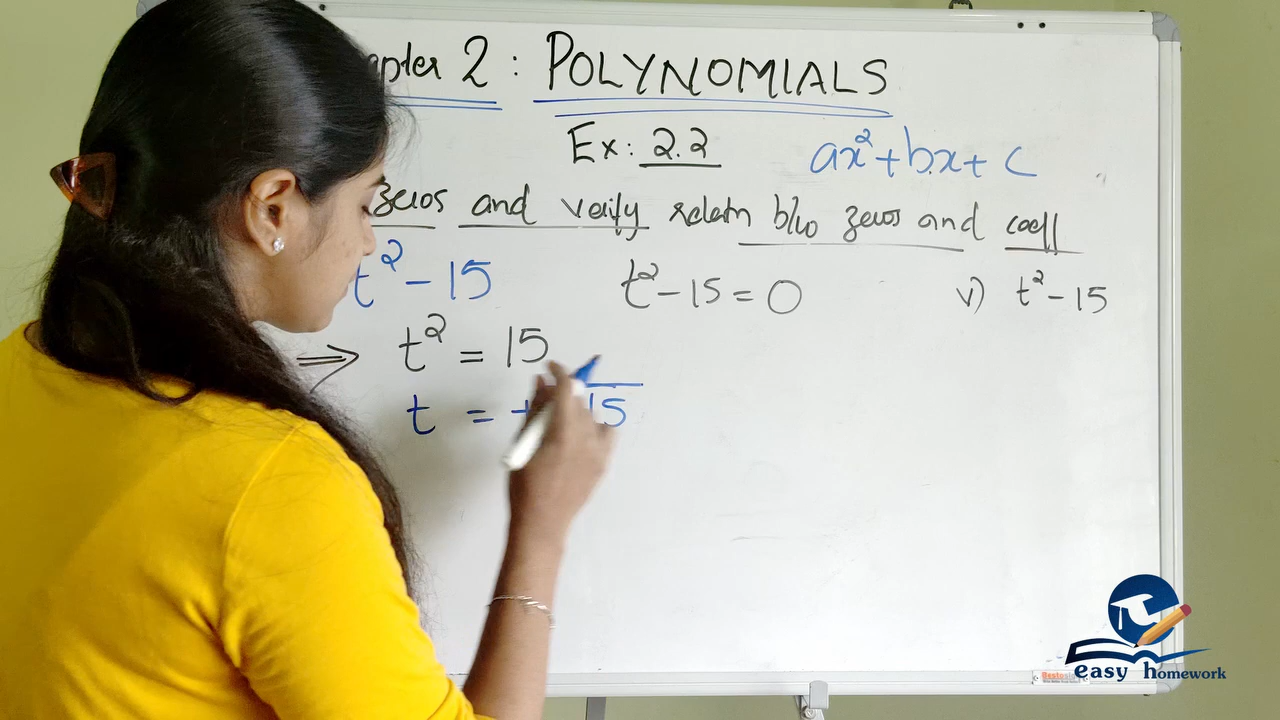 Chapter 2 : POLYNOMIALS
Ex: 2.2
ax² + bx + c
zeros and verify relatn b/w zeros and coeff
t² - 15
t² - 15 = 0
v) t² - 15
⇒ t² = 15
t = 15
easy homework